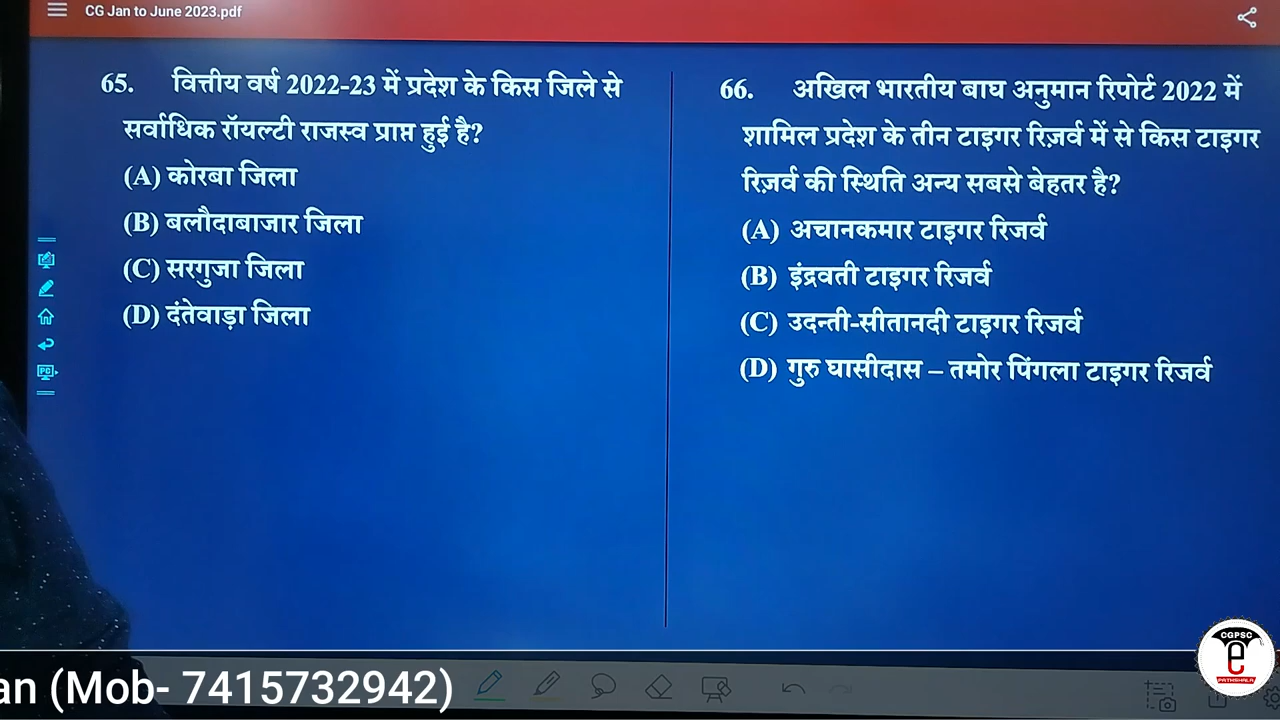 CG Jan to June 2023.pdf
65. वित्तीय वर्ष 2022-23 में प्रदेश के किस जिले से
सर्वाधिक रॉयल्टी राजस्व प्राप्त हुई है?
(A) कोरबा जिला
(B) बलौदाबाजार जिला
(C) सरगुजा जिला
(D) दंतेवाड़ा जिला
66. अखिल भारतीय बाघ अनुमान रिपोर्ट 2022 में
शामिल प्रदेश के तीन टाइगर रिज़र्व में से किस टाइगर
रिज़र्व की स्थिति अन्य सबसे बेहतर है?
(A) अचानकमार टाइगर रिजर्व
(B) इंद्रवती टाइगर रिजर्व
(C) उदन्ती-सीतानदी टाइगर रिजर्व
(D) गुरु घासीदास – तमोर पिंगला टाइगर रिजर्व
PC
an (Mob- 7415732942)
CGPSC
e
PATHSHALA